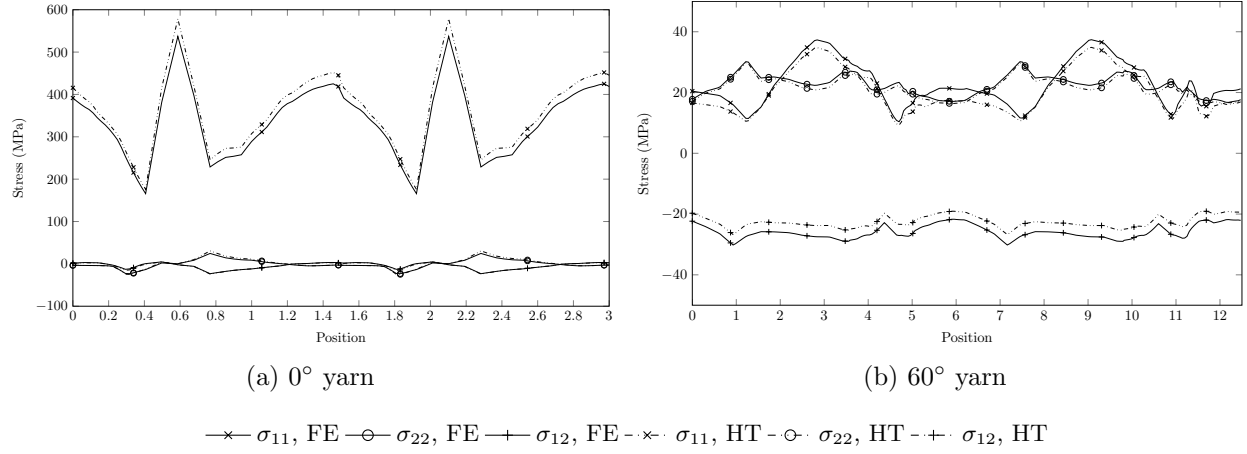 600
500
400
300
200
100
0
−100
Stress (MPa)
0 0.2 0.4 0.6 0.8 1 1.2 1.4 1.6 1.8 2 2.2 2.4 2.6 2.8 3
Position
(a) 0° yarn
40
20
0
−20
−40
Stress (MPa)
0 1 2 3 4 5 6 7 8 9 10 11 12
Position
(b) 60° yarn
σ11, FE σ22, FE σ12, FE σ11, HT σ22, HT σ12, HT